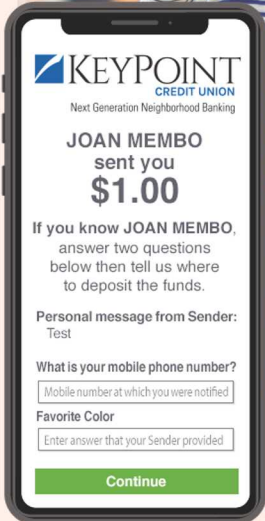 KEYPOINT
CREDIT UNION
Next Generation Neighborhood Banking
JOAN MEMBO
sent you
$1.00
If you know JOAN MEMBO,
answer two questions
below then tell us where
to deposit the funds.
Personal message from Sender:
Test
What is your mobile phone number?
Mobile number at which you were notified
Favorite Color
Enter answer that your Sender provided
Continue